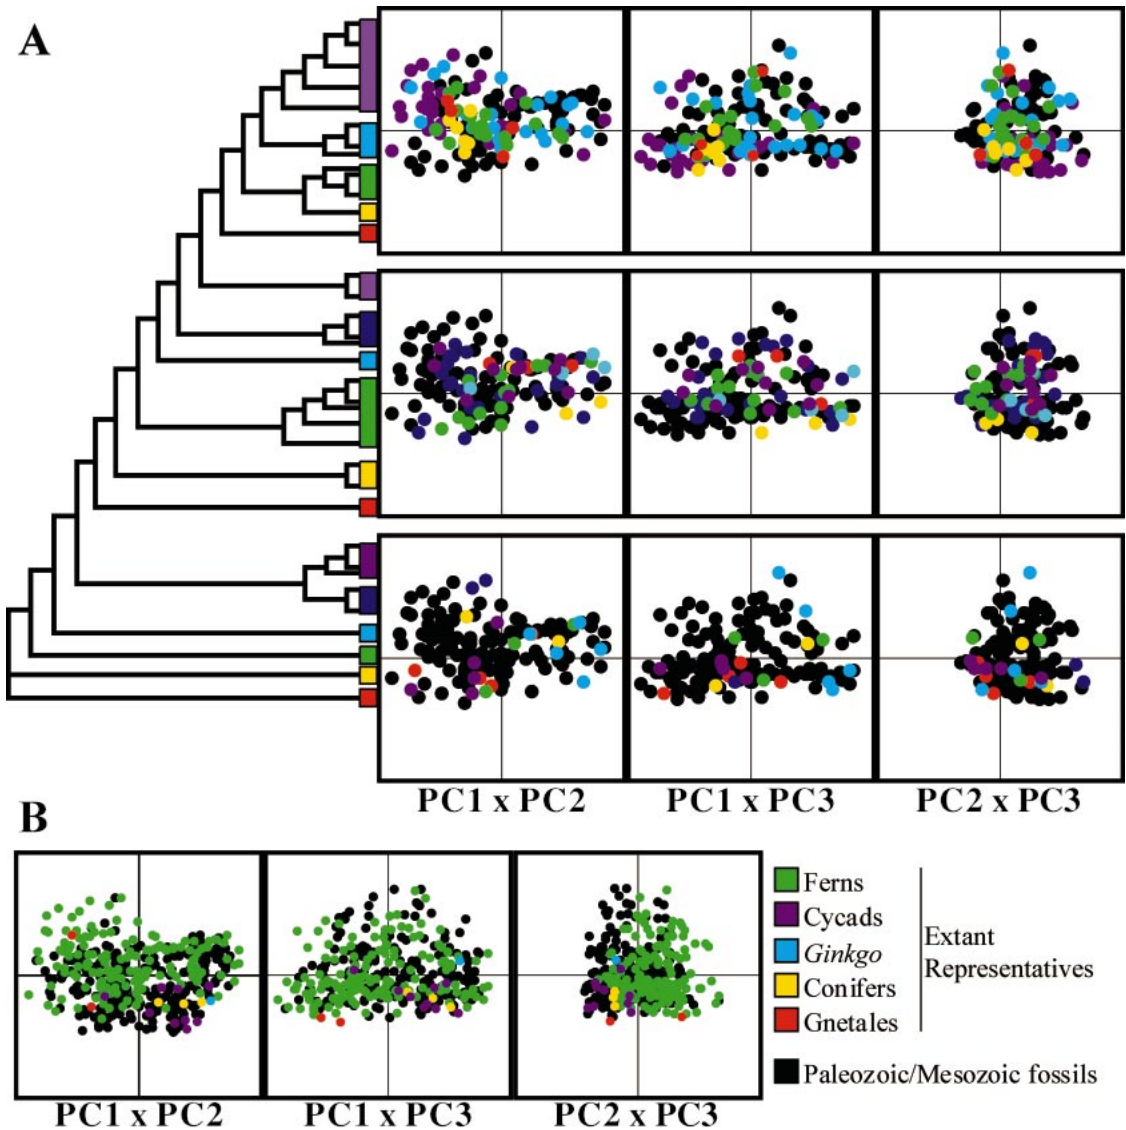 A
PC1 x PC2
PC1 x PC3
PC2 x PC3
B
Ferns
Cycads
Ginkgo
Conifers
Gnetales
Extant
Representatives
Paleozoic/Mesozoic fossils
PC1 x PC2
PC1 x PC3
PC2 x PC3